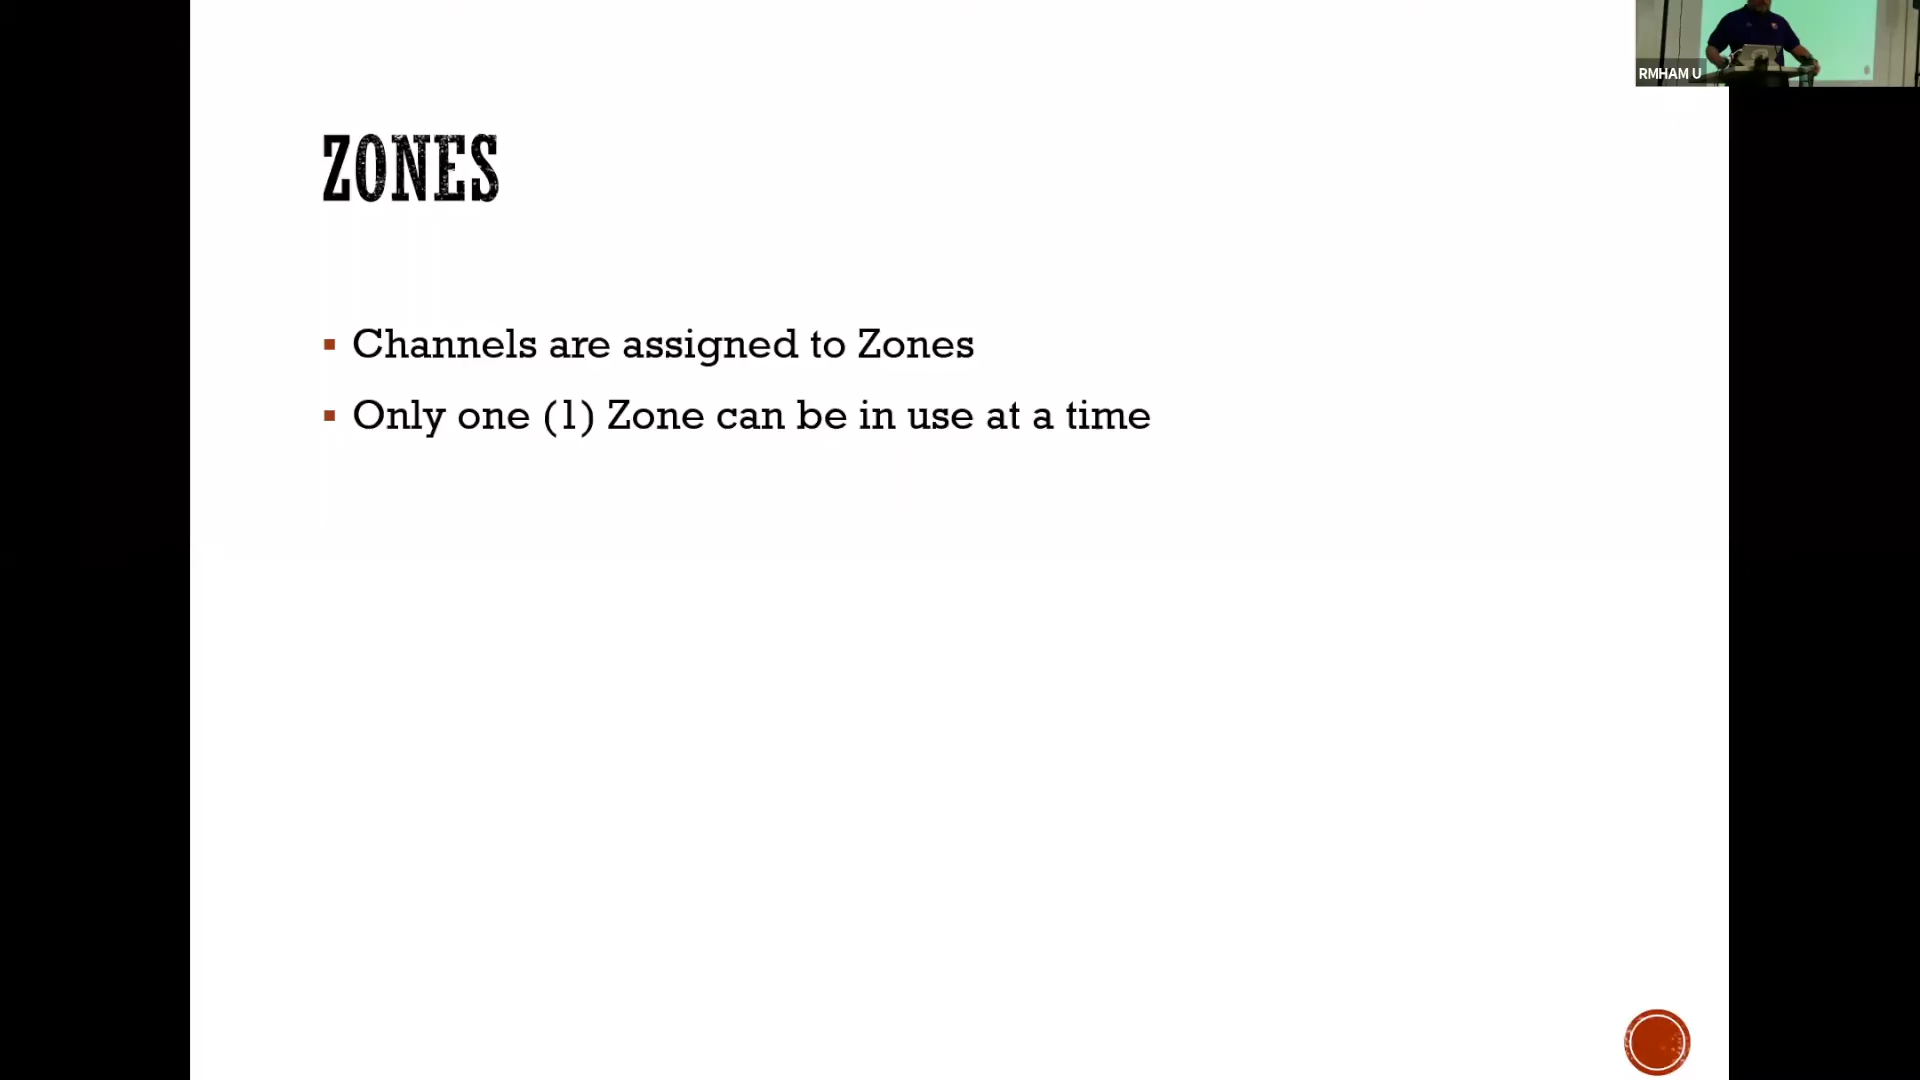 RMHAM U
ZONES
Channels are assigned to Zones
Only one (1) Zone can be in use at a time